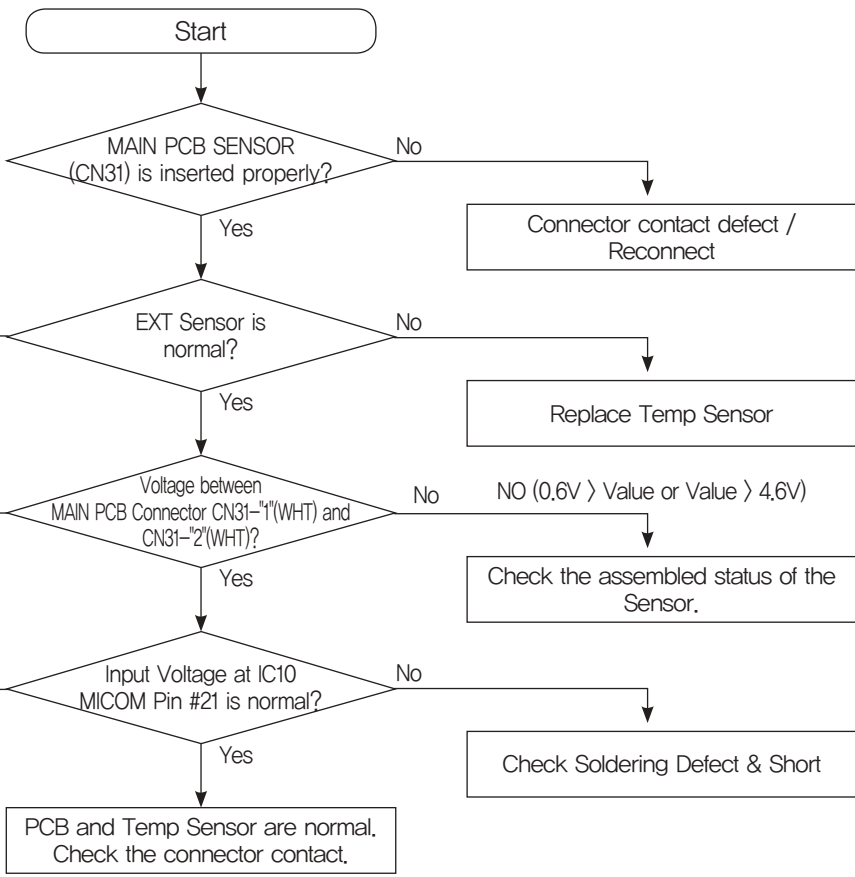 Start
MAIN PCB SENSOR
(CN31) is inserted properly?
No
Connector contact defect /
Reconnect
Yes
EXT Sensor is
normal?
No
Replace Temp Sensor
Yes
Voltage between
MAIN PCB Connector CN31-"1"(WHT) and
CN31-"2"(WHT)?
No
NO (0.6V 〉 Value or Value 〉 4.6V)
Check the assembled status of the
Sensor.
Yes
Input Voltage at IC10
MICOM Pin #21 is normal?
No
Check Soldering Defect & Short
Yes
PCB and Temp Sensor are normal.
Check the connector contact.